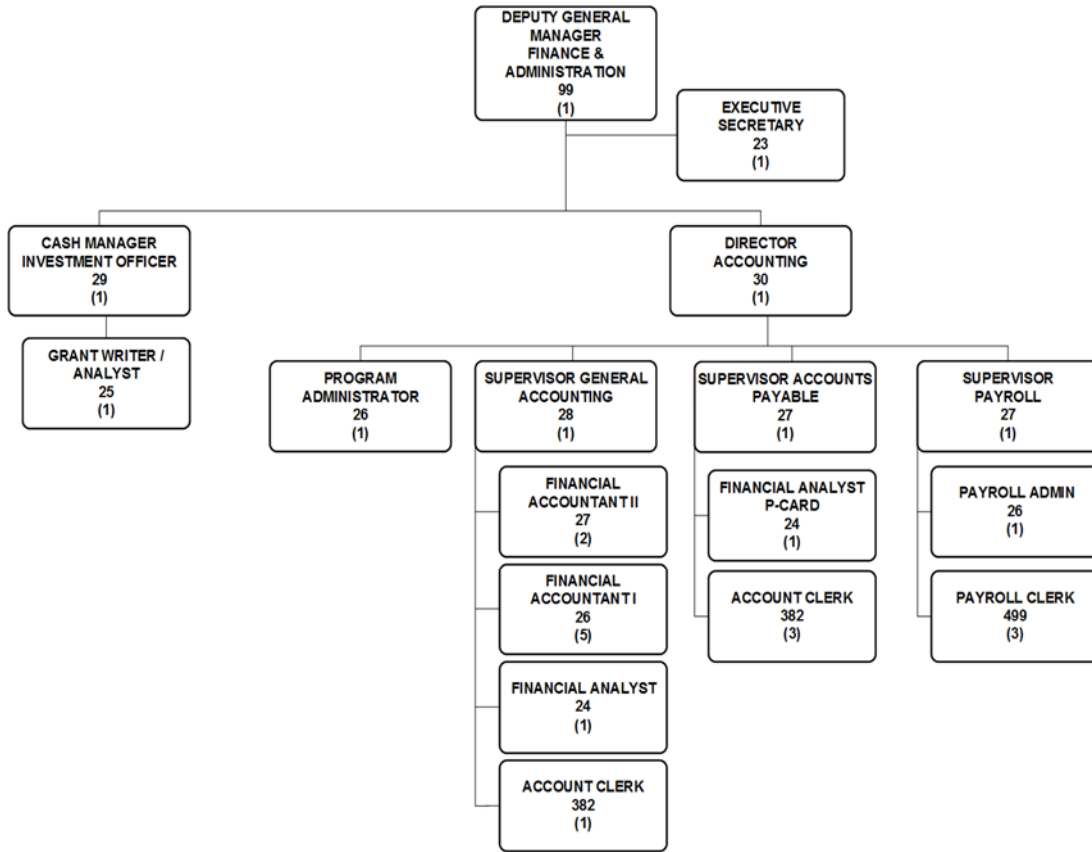 DEPUTY GENERAL
MANAGER
FINANCE &
ADMINISTRATION
99
(1)
EXECUTIVE
SECRETARY
23
(1)
CASH MANAGER
INVESTMENT OFFICER
29
(1)
DIRECTOR
ACCOUNTING
30
(1)
GRANT WRITER /
ANALYST
25
(1)
PROGRAM
ADMINISTRATOR
26
(1)
SUPERVISOR GENERAL
ACCOUNTING
28
(1)
SUPERVISOR ACCOUNTS
PAYABLE
27
(1)
SUPERVISOR
PAYROLL
27
(1)
FINANCIAL
ACCOUNTANT II
27
(2)
FINANCIAL
ACCOUNTANT I
26
(5)
FINANCIAL ANALYST
24
(1)
ACCOUNT CLERK
382
(1)
FINANCIAL ANALYST
P-CARD
24
(1)
ACCOUNT CLERK
382
(3)
PAYROLL ADMIN
26
(1)
PAYROLL CLERK
499
(3)